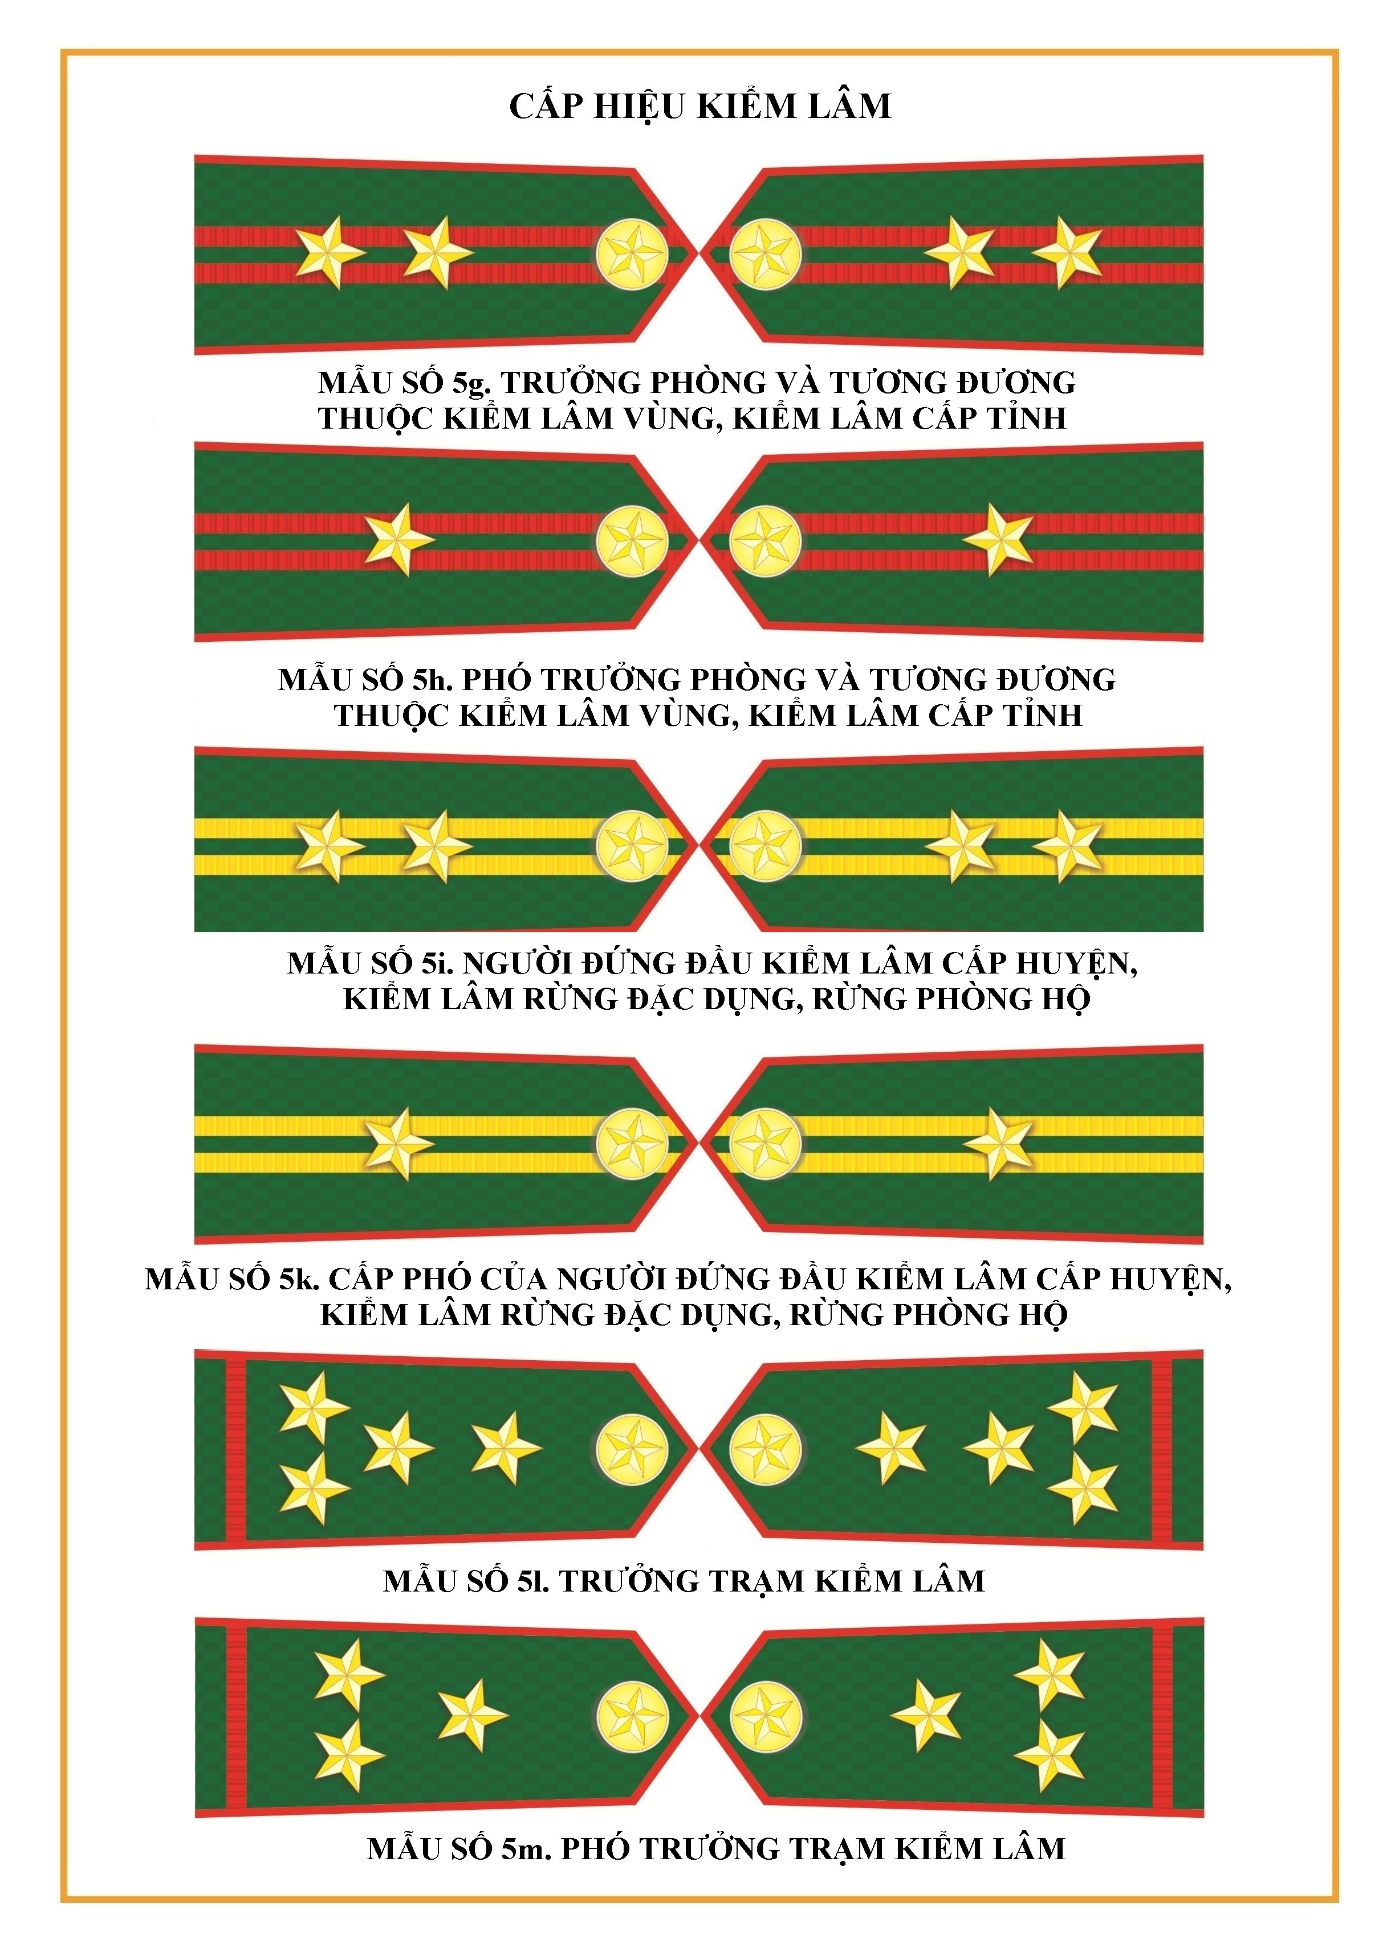 CẤP HIỆU KIỂM LÂM
MẪU SỐ 5g. TRƯỞNG PHÒNG VÀ TƯƠNG ĐƯƠNG
THUỘC KIỂM LÂM VÙNG, KIỂM LÂM CẤP TỈNH
MẪU SỐ 5h. PHÓ TRƯỞNG PHÒNG VÀ TƯƠNG ĐƯƠNG
THUỘC KIỂM LÂM VÙNG, KIỂM LÂM CẤP TỈNH
MẪU SỐ 5i. NGƯỜI ĐỨNG ĐẦU KIỂM LÂM CẤP HUYỆN,
KIỂM LÂM RỪNG ĐẶC DỤNG, RỪNG PHÒNG HỘ
MẪU SỐ 5k. CẤP PHÓ CỦA NGƯỜI ĐỨNG ĐẦU KIỂM LÂM CẤP HUYỆN,
KIỂM LÂM RỪNG ĐẶC DỤNG, RỪNG PHÒNG HỘ
MẪU SỐ 5l. TRƯỞNG TRẠM KIỂM LÂM
MẪU SỐ 5m. PHÓ TRƯỞNG TRẠM KIỂM LÂM